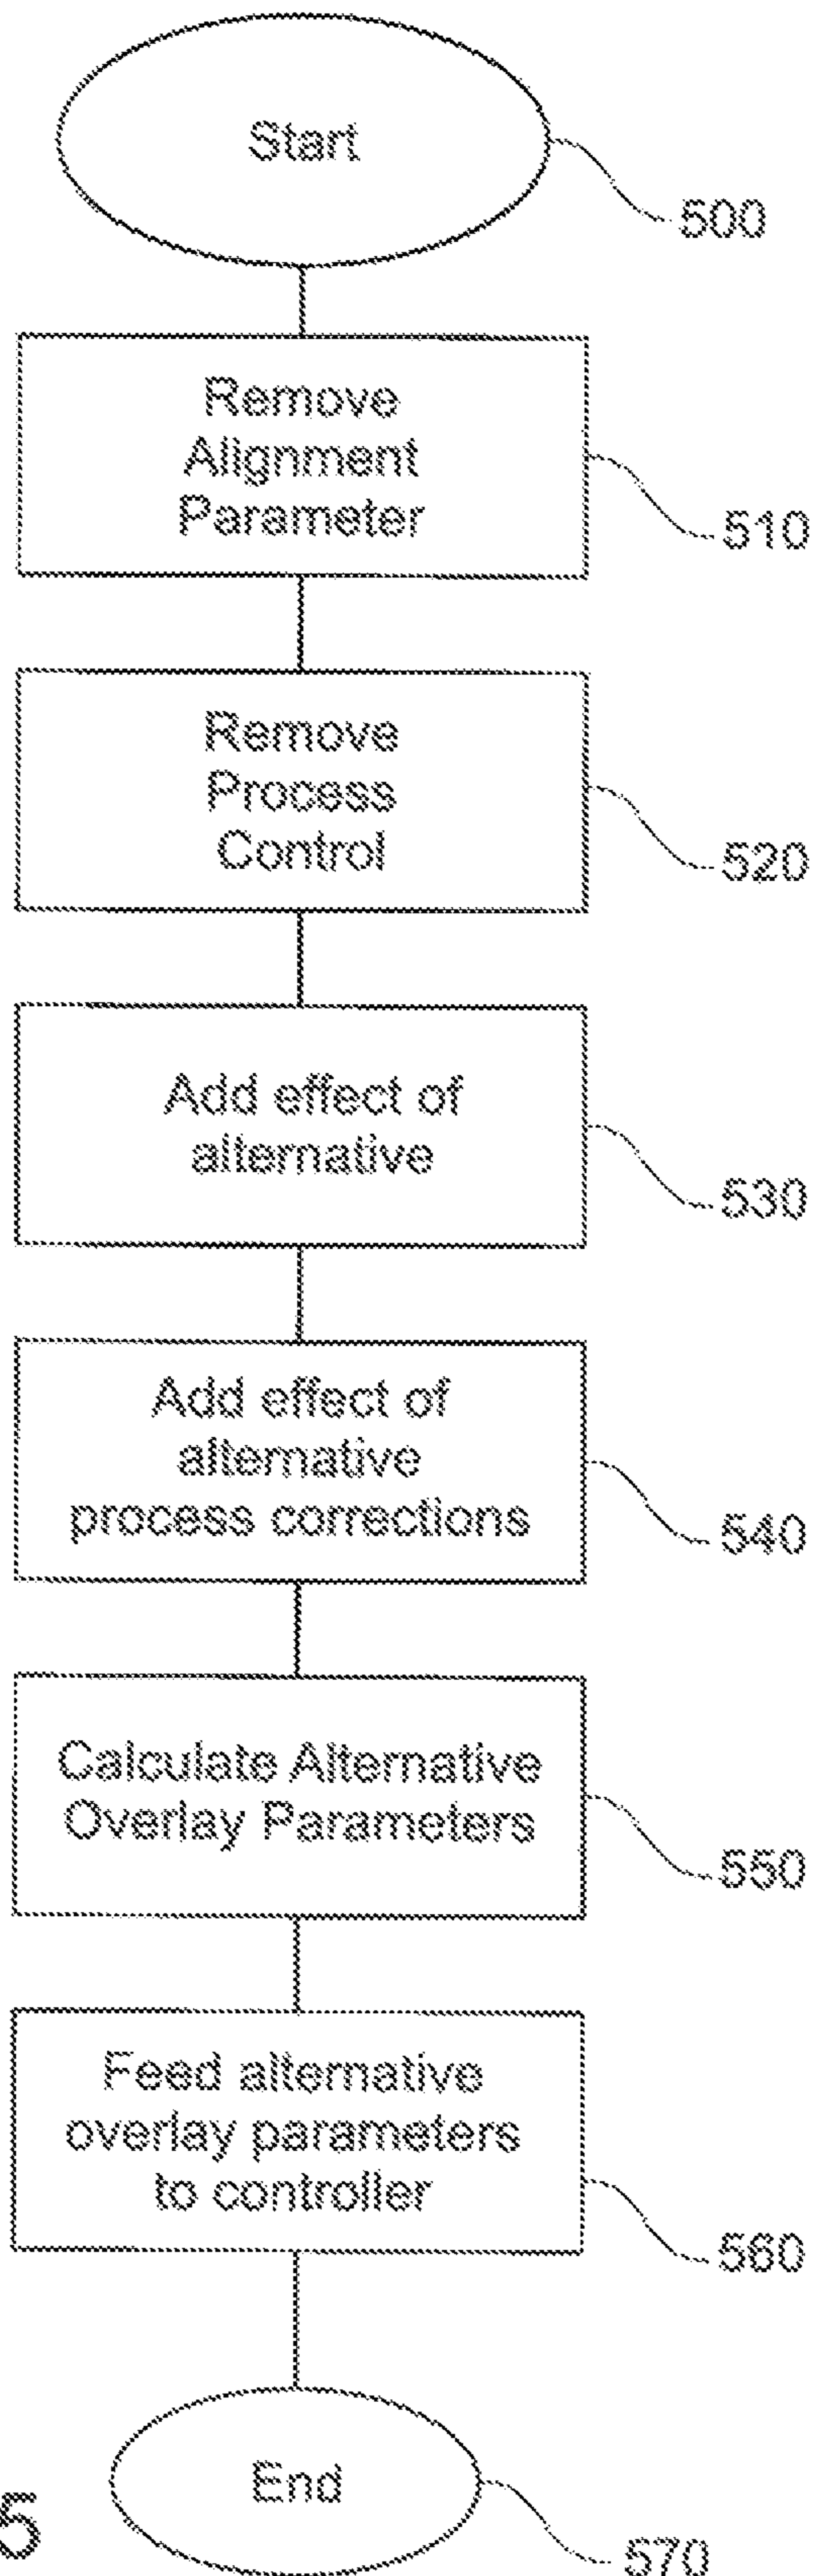 Start
500
Remove
Alignment
Parameter
510
Remove
Process
Control
520
Add effect of
alternative
530
Add effect of
alternative
process corrections
540
Calculate Alternative
Overlay Parameters
550
Feed alternative
overlay parameters
to controller
560
End
570
5